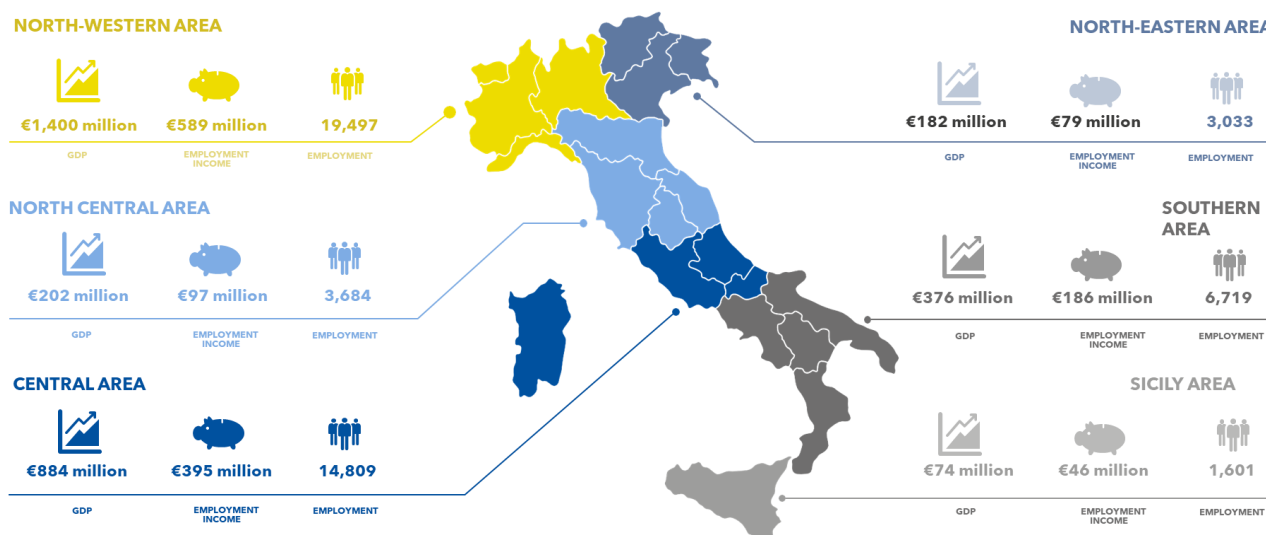 NORTH-WESTERN AREA
€1,400 million €589 million 19,497
GDP EMPLOYMENT INCOME EMPLOYMENT
NORTH CENTRAL AREA
€202 million €97 million 3,684
GDP EMPLOYMENT INCOME EMPLOYMENT
CENTRAL AREA
€884 million €395 million 14,809
GDP EMPLOYMENT INCOME EMPLOYMENT
NORTH-EASTERN AREA
€182 million €79 million 3,033
GDP EMPLOYMENT INCOME EMPLOYMENT
SOUTHERN
AREA
€376 million €186 million 6,719
GDP EMPLOYMENT INCOME EMPLOYMENT
SICILY AREA
€74 million €46 million 1,601
GDP EMPLOYMENT INCOME EMPLOYMENT